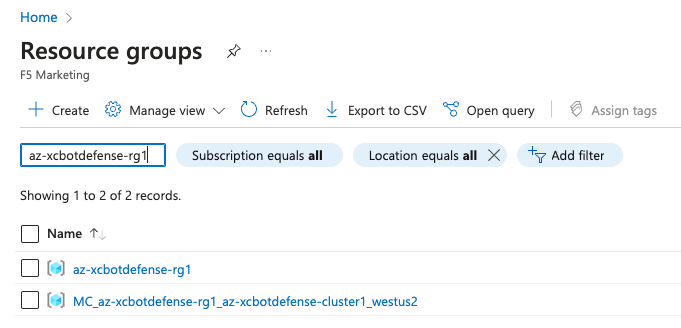 Home
Resource groups
F5 Marketing
Create Manage view Refresh Export to CSV Open query Assign tags
az-xcbotdefense-rg1 Subscription equals all Location equals all Add filter
Showing 1 to 2 of 2 records.
Name
az-xcbotdefense-rg1
MC_az-xcbotdefense-rg1_az-xcbotdefense-cluster1_westus2